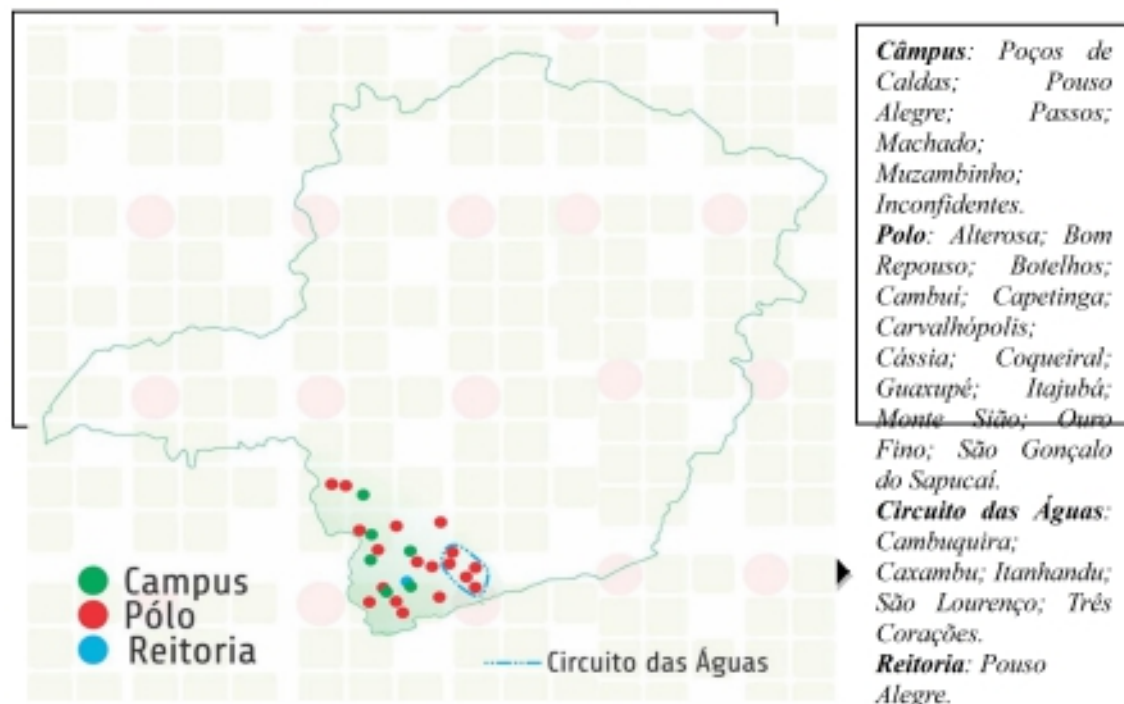 Câmpus: Poços de
Caldas; Pouso
Alegre; Passos;
Machado;
Muzambinho;
Inconfidentes.
Polo: Alterosa; Bom
Repouso; Botelhos;
Cambuí; Capetinga;
Carvalhópolis;
Cássia; Coqueiral;
Guaxupé; Itajubá;
Monte Sião; Ouro
Fino; São Gonçalo
do Sapucaí.
Circuito das Águas:
Cambuquira;
Caxambu; Itanhandu;
São Lourenço; Três
Corações.
Reitoria: Pouso
Alegre.
Campus
Pólo
Reitoria
Circuito das Águas